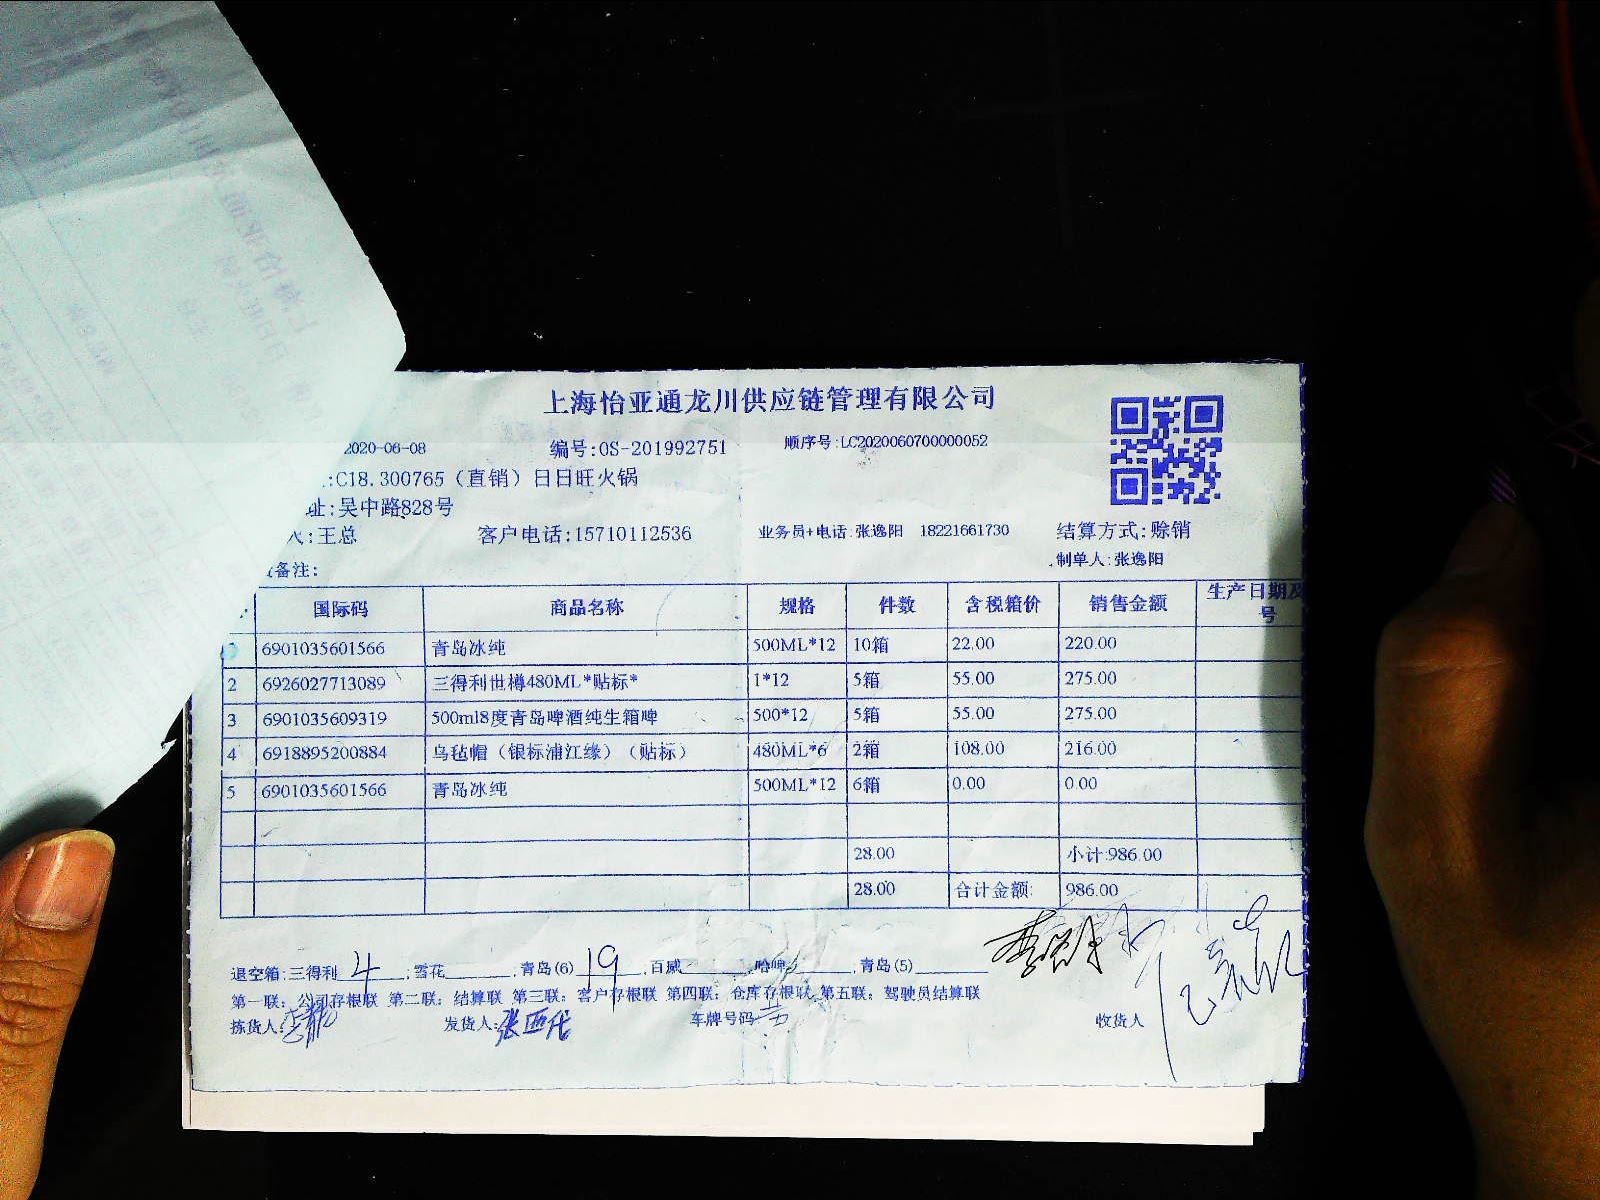 上海怡亚通龙川供应链管理有限公司
2020-06-08 编号:OS-201992751 顺序号:LC2020060700000052
:C18.300765（直销）日日旺火锅
址:吴中路828号
人:王总 客户电话:15710112536 业务员+电话:张逸阳 18221661730 结算方式:赊销
备注: 制单人:张逸阳
国际码 商品名称 规格 件数 含税箱价 销售金额 生产日期及
号
6901035601566 青岛冰纯 500ML*12 10箱 22.00 220.00
2 6926027713089 三得利世樽480ML*贴标* 1*12 5箱 55.00 275.00
3 6901035609319 500ml8度青岛啤酒纯生箱啤 500*12 5箱 55.00 275.00
4 6918895200884 乌毡帽（银标浦江缘）（贴标） 480ML*6 2箱 108.00 216.00
5 6901035601566 青岛冰纯 500ML*12 6箱 0.00 0.00
28.00 小计:986.00
28.00 合计金额: 986.00
退空箱:三得利 4 ;雪花 ,青岛(6) 19 ,百威 ,哈啤 ,青岛(5)
第一联：公司存根联 第二联：结算联 第三联：客户存根联 第四联：仓库存根联 第五联：驾驶员结算联
拣货人: 发货人: 车牌号码: 收货人